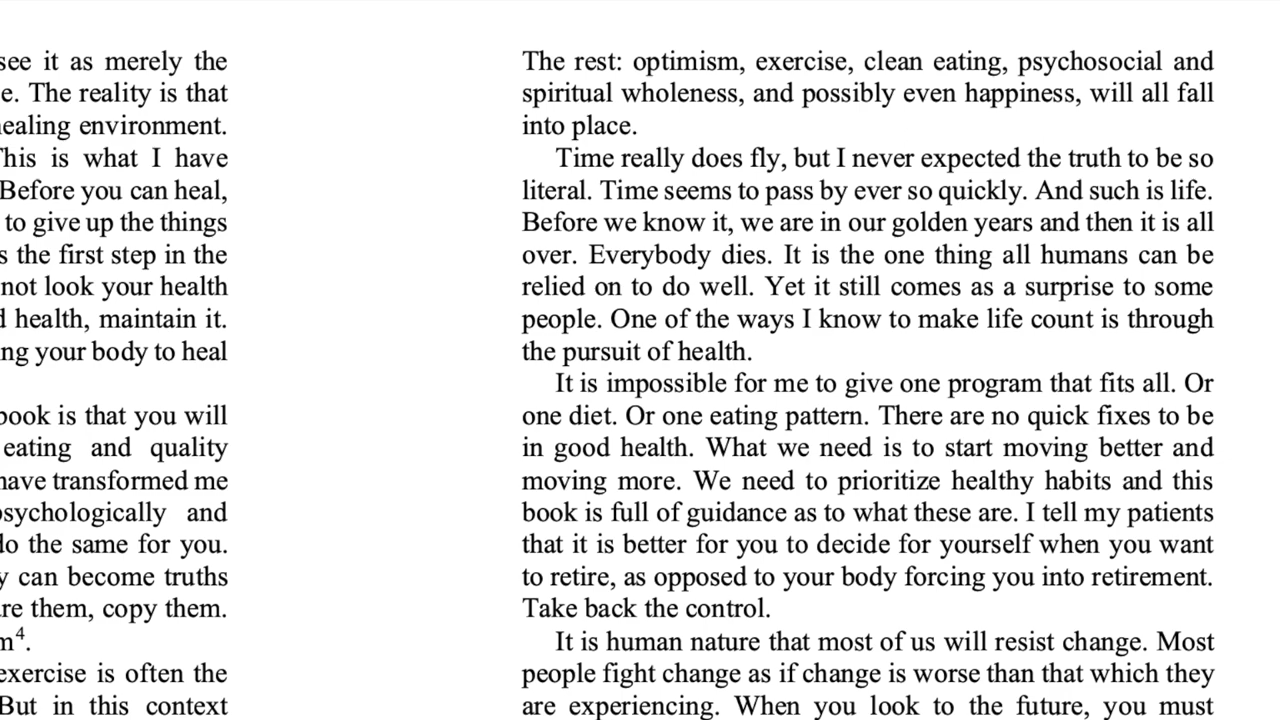 see it as merely the
e. The reality is that
healing environment.
This is what I have
Before you can heal,
to give up the things
s the first step in the
not look your health
d health, maintain it.
ng your body to heal
book is that you will
eating and quality
have transformed me
psychologically and
do the same for you.
y can become truths
re them, copy them.
m⁴.
exercise is often the
But in this context
The rest: optimism, exercise, clean eating, psychosocial and
spiritual wholeness, and possibly even happiness, will all fall
into place.
Time really does fly, but I never expected the truth to be so
literal. Time seems to pass by ever so quickly. And such is life.
Before we know it, we are in our golden years and then it is all
over. Everybody dies. It is the one thing all humans can be
relied on to do well. Yet it still comes as a surprise to some
people. One of the ways I know to make life count is through
the pursuit of health.
It is impossible for me to give one program that fits all. Or
one diet. Or one eating pattern. There are no quick fixes to be
in good health. What we need is to start moving better and
moving more. We need to prioritize healthy habits and this
book is full of guidance as to what these are. I tell my patients
that it is better for you to decide for yourself when you want
to retire, as opposed to your body forcing you into retirement.
Take back the control.
It is human nature that most of us will resist change. Most
people fight change as if change is worse than that which they
are experiencing. When you look to the future, you must